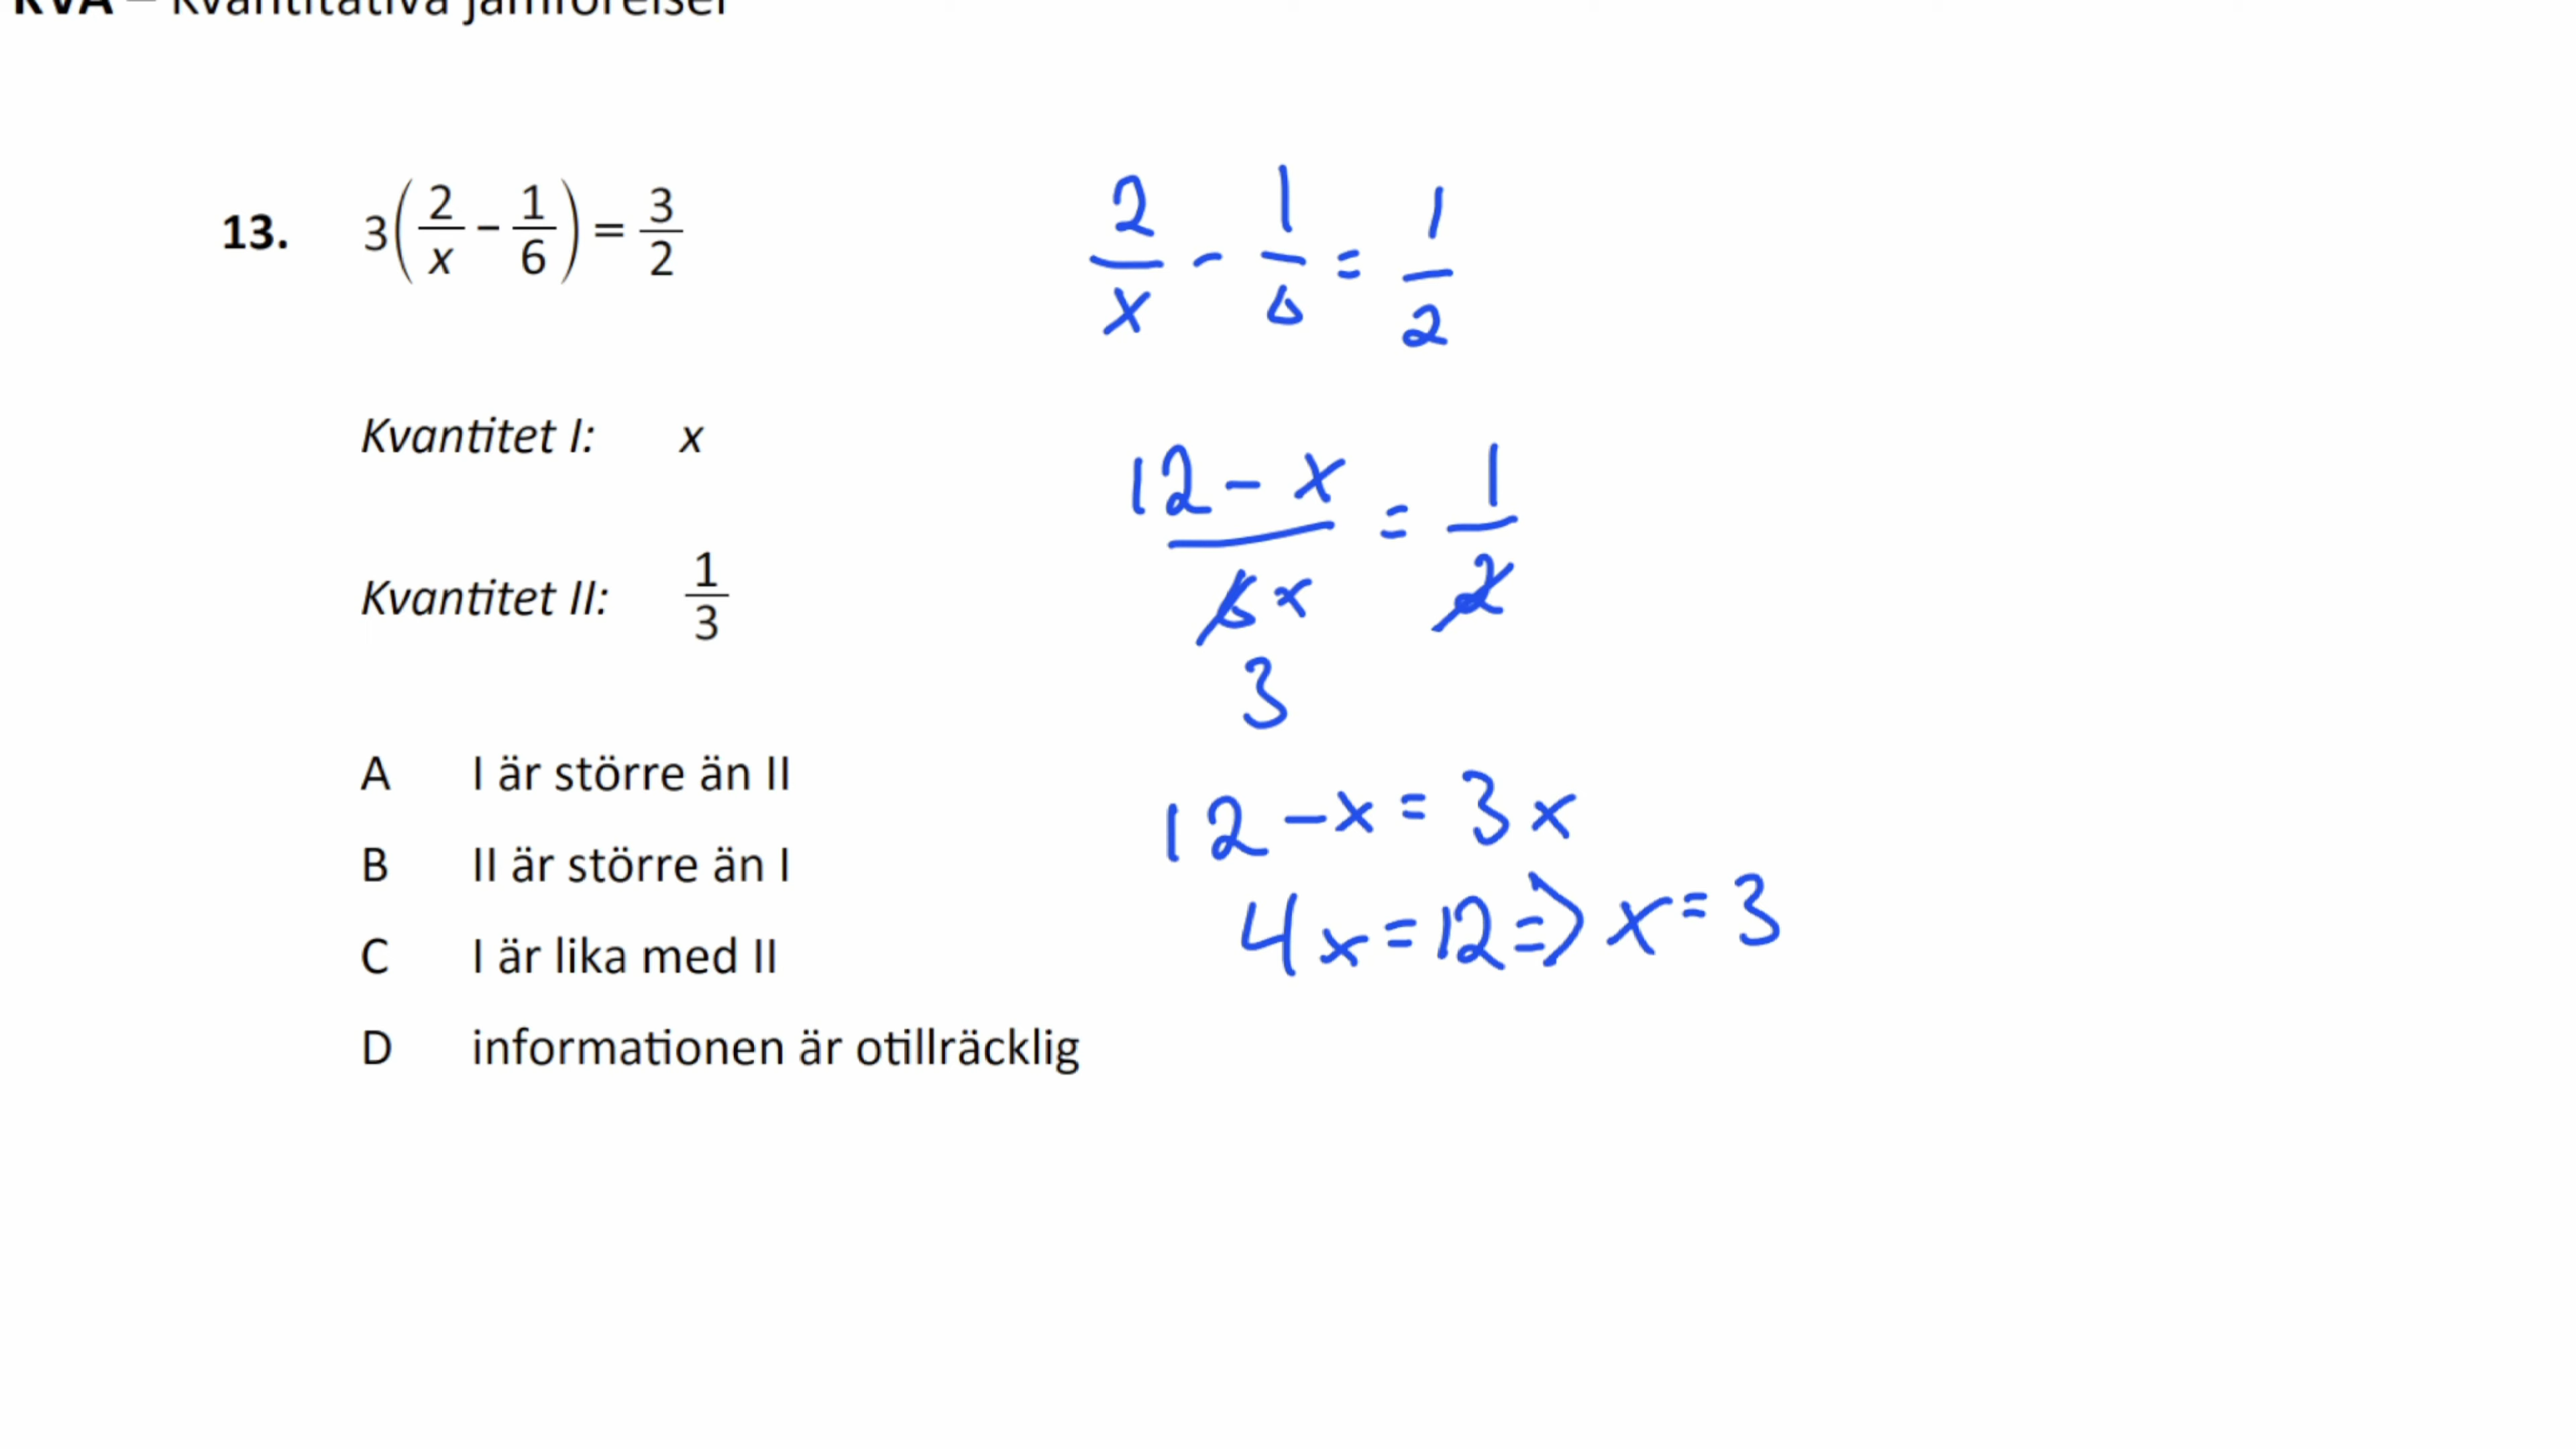 KVA – Kvantitativa jämförelser
13. 3(2/x - 1/6) = 3/2
2/x - 1/6 = 1/2
Kvantitet I: x
12 - x / 6x = 1/2
3
Kvantitet II: 1/3
A I är större än II
12 - x = 3x
B II är större än I
4x = 12 => x = 3
C I är lika med II
D informationen är otillräcklig